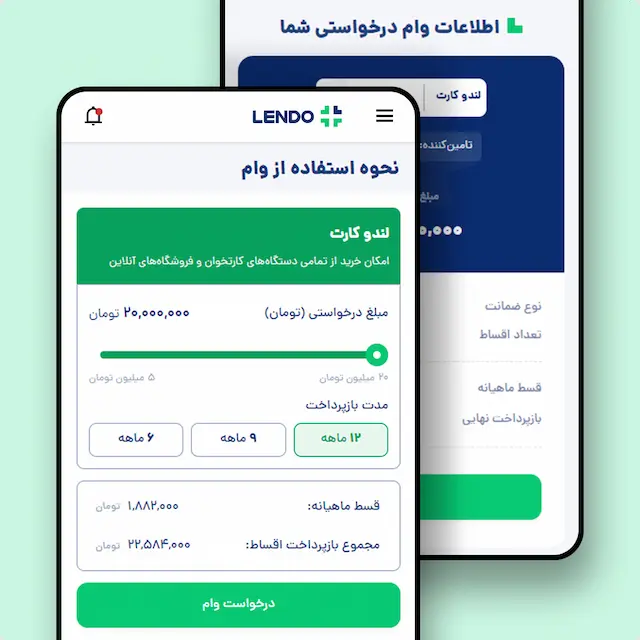 اطلاعات وام درخواستی شما
لندو کارت
تامین‌کننده:
مبلغ
نوع ضمانت
تعداد اقساط
قسط ماهیانه
بازپرداخت نهایی
LENDO
نحوه استفاده از وام
لندو کارت
امکان خرید از تمامی دستگاه‌های کارتخوان و فروشگاه‌های آنلاین
مبلغ درخواستی (تومان) ۲۰,۰۰۰,۰۰۰ تومان
۲۰ میلیون تومان ۵ میلیون تومان
مدت بازپرداخت
۱۲ ماهه ۹ ماهه ۶ ماهه
قسط ماهیانه: ۱,۸۸۲,۰۰۰ تومان
مجموع بازپرداخت اقساط: ۲۲,۵۸۴,۰۰۰ تومان
درخواست وام